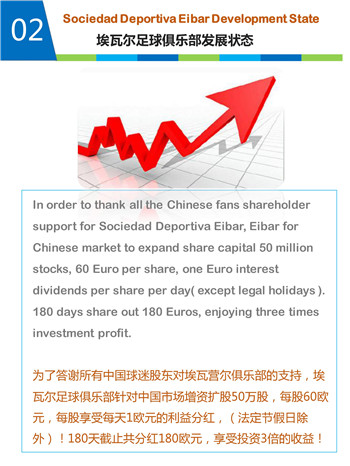 02
Sociedad Deportiva Eibar Development State
埃瓦尔足球俱乐部发展状态
In order to thank all the Chinese fans shareholder
support for Sociedad Deportiva Eibar, Eibar for
Chinese market to expand share capital 50 million
stocks, 60 Euro per share, one Euro interest
dividends per share per day( except legal holidays ).
180 days share out 180 Euros, enjoying three times
investment profit.
为了答谢所有中国球迷股东对埃瓦营尔俱乐部的支持，埃
瓦尔足球俱乐部针对中国市场增资扩股50万股，每股60欧
元，每股享受每天1欧元的利益分红，（法定节假日除
外）！180天截止共分红180欧元，享受投资3倍的收益！